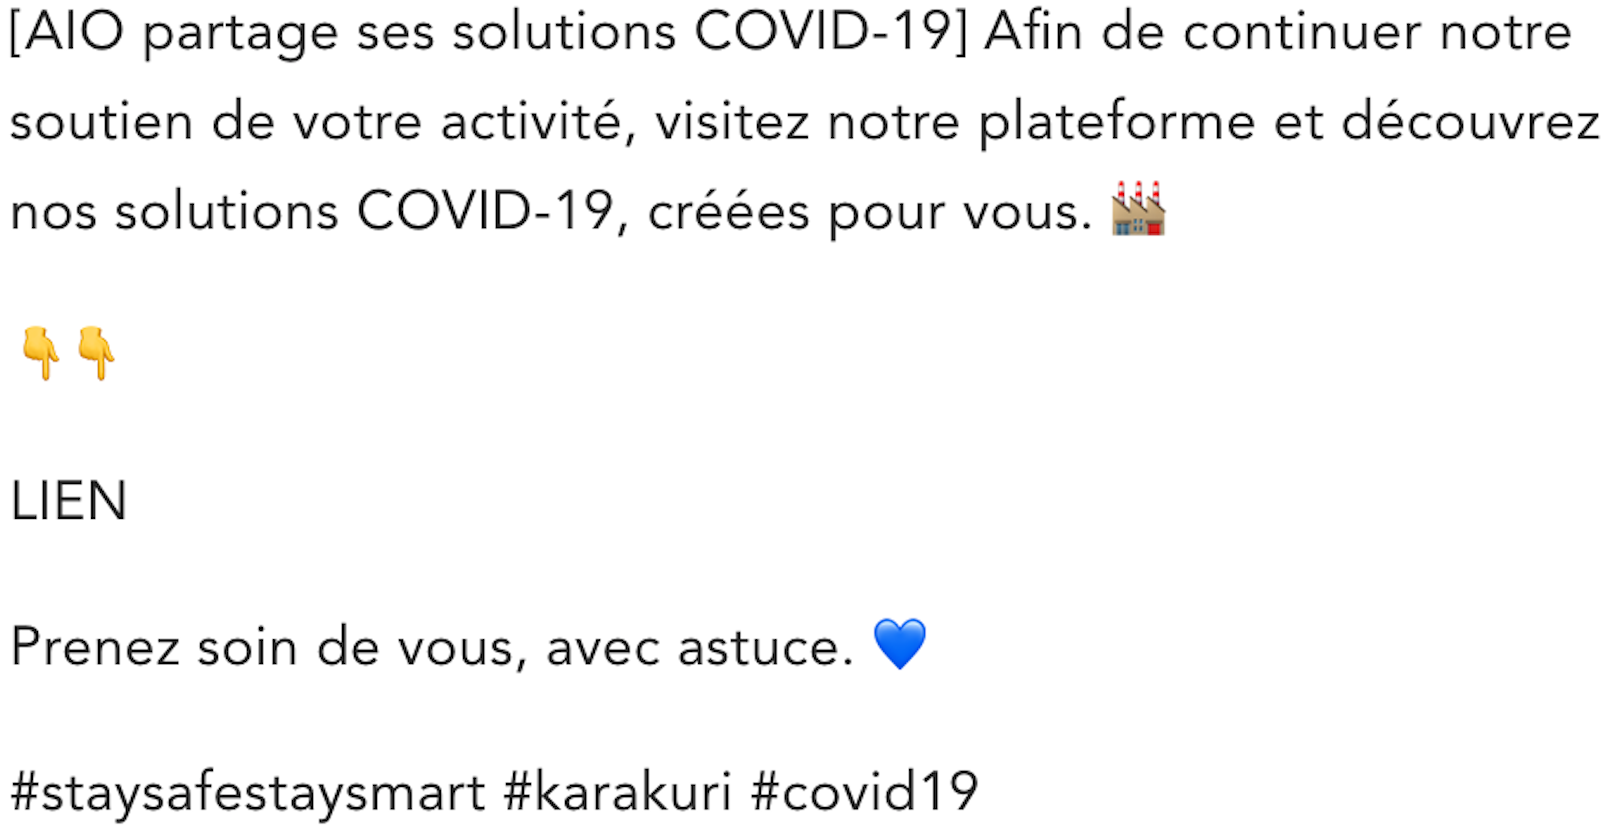 [AIO partage ses solutions COVID-19] Afin de continuer notre
soutien de votre activité, visitez notre plateforme et découvrez
nos solutions COVID-19, créées pour vous. 🏭
👇👇
LIEN
Prenez soin de vous, avec astuce. 💙
#staysafestaysmart #karakuri #covid19